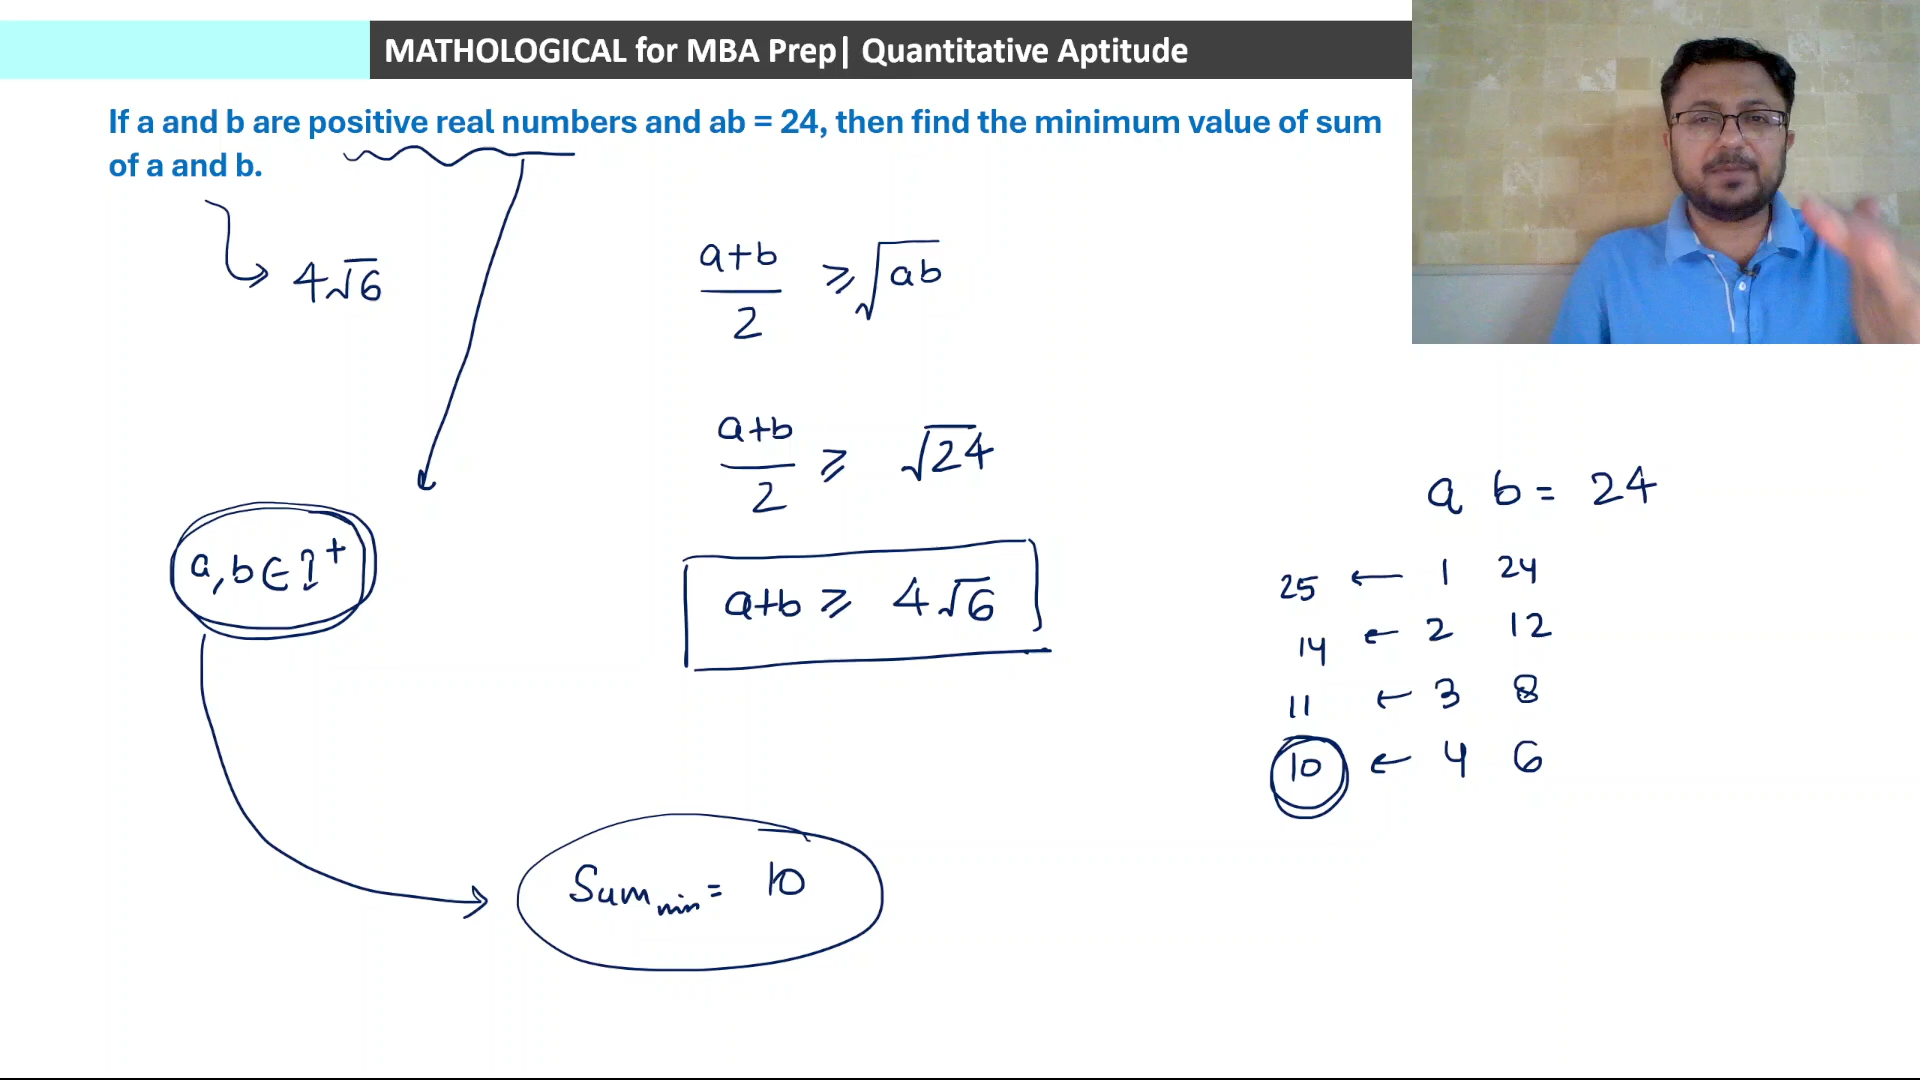 MATHOLOGICAL for MBA Prep| Quantitative Aptitude
If a and b are positive real numbers and ab = 24, then find the minimum value of sum
of a and b.
4√6
a+b
2
≥ √ab
a+b
2
≥ √24
a+b ≥ 4√6
a, b ∈ I⁺
Sum min = 10
a b = 24
25 ← 1 24
14 ← 2 12
11 ← 3 8
10 ← 4 6